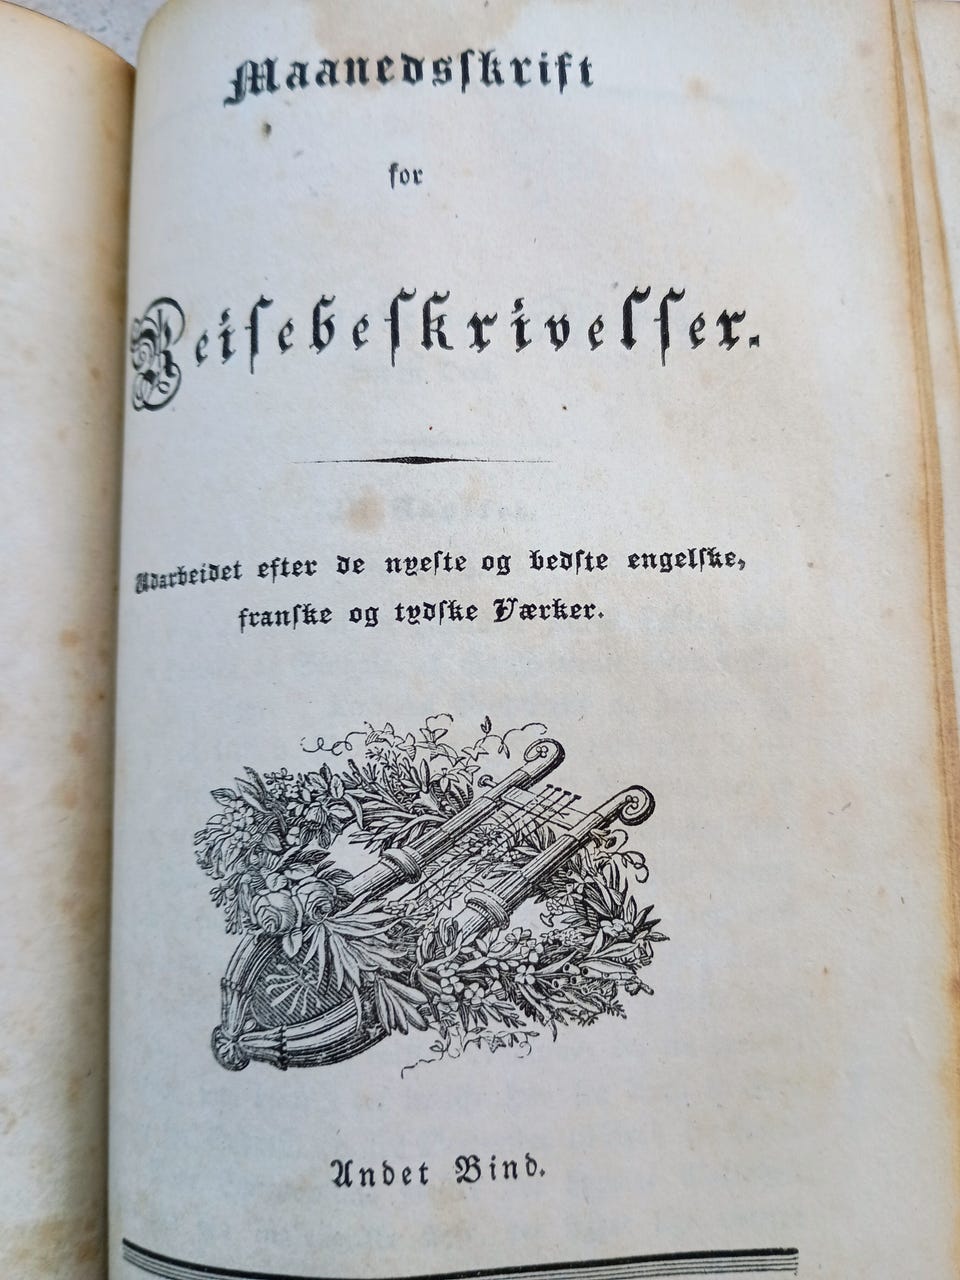 Maanedsskrift
for
Reisebeskrivelser.
Udarbeidet efter de nyeste og bedste engelske,
franske og tydske Værker.
Andet Bind.